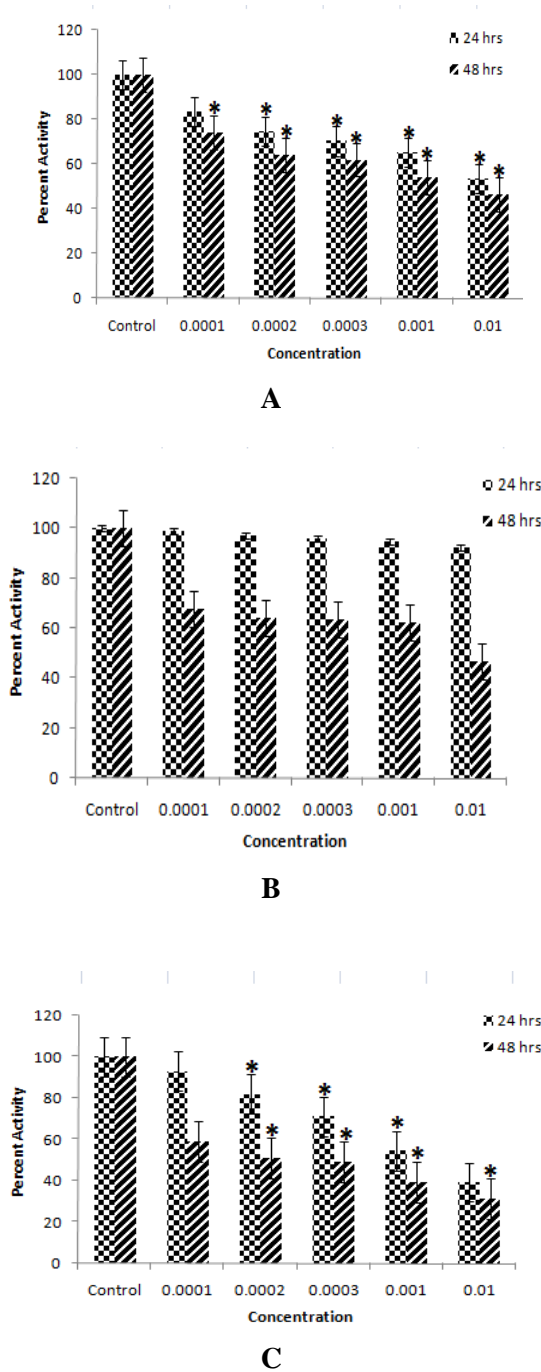 120
100
80
60
40
20
0
Percent Activity
24 hrs
48 hrs
* * * * * * * * *
Control 0.0001 0.0002 0.0003 0.001 0.01
Concentration
A
120
100
80
60
40
20
0
Percent Activity
24 hrs
48 hrs
Control 0.0001 0.0002 0.0003 0.001 0.01
Concentration
B
120
100
80
60
40
20
0
Percent Activity
24 hrs
48 hrs
* * * * * * *
Control 0.0001 0.0002 0.0003 0.001 0.01
Concentration
C